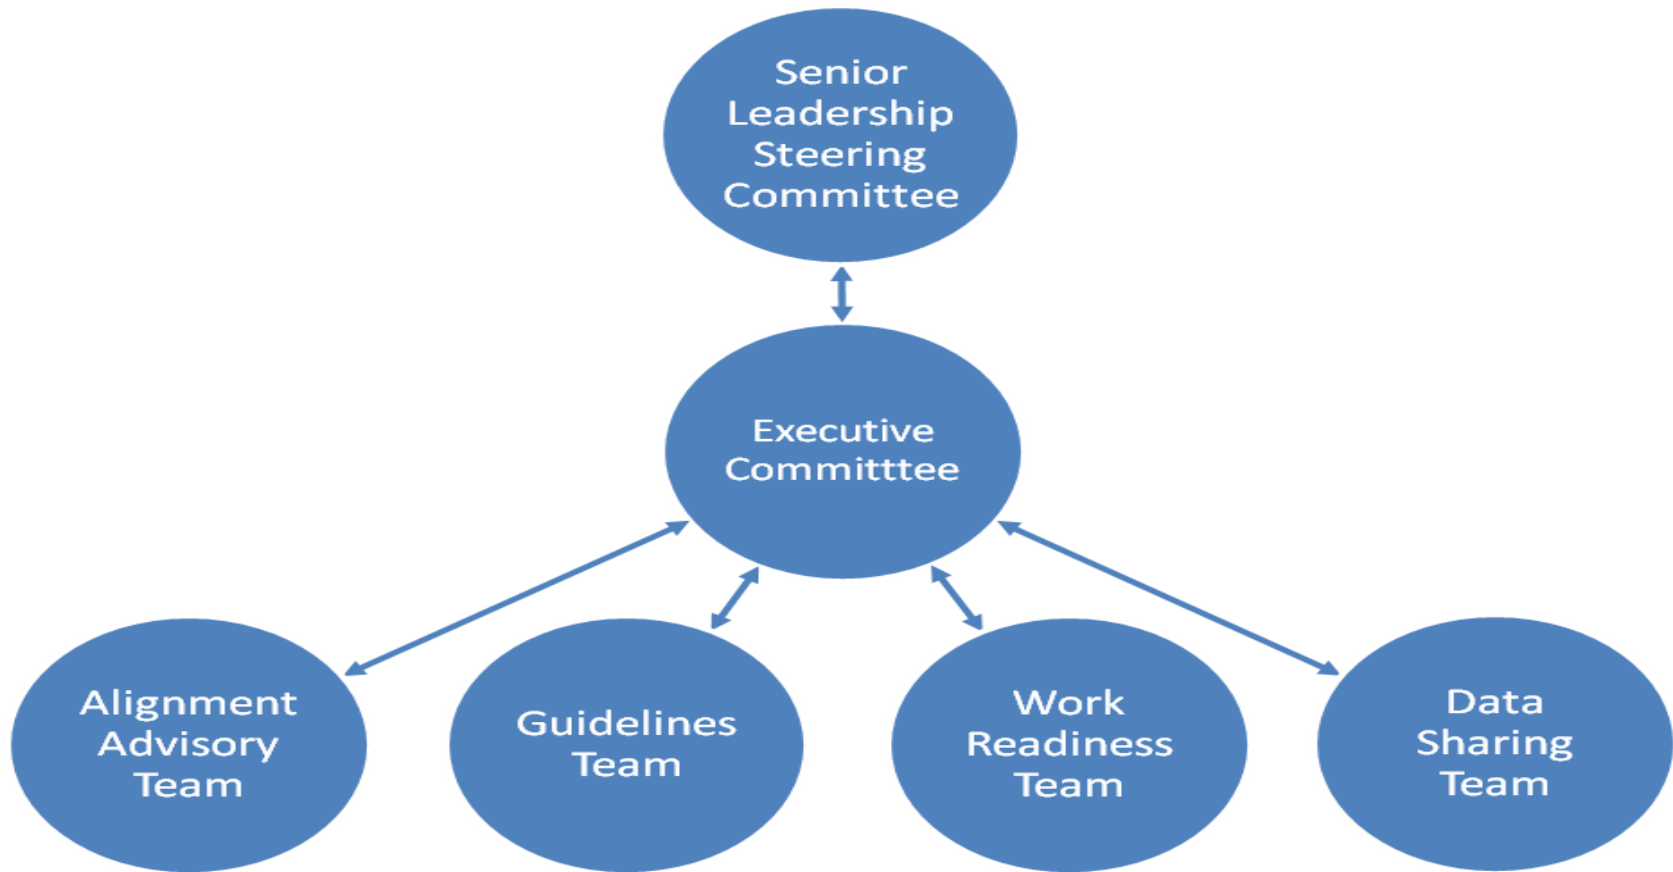 Senior
Leadership
Steering
Committee
Executive
Committtee
Alignment
Advisory
Team
Guidelines
Team
Work
Readiness
Team
Data
Sharing
Team